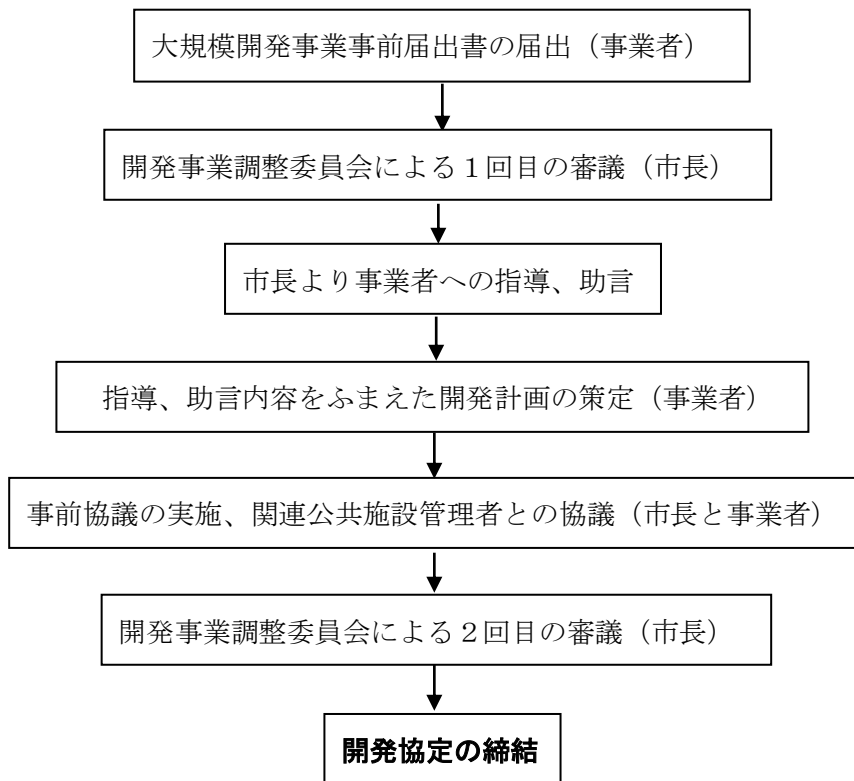 大規模開発事業事前届出書の届出（事業者）
開発事業調整委員会による１回目の審議（市長）
市長より事業者への指導、助言
指導、助言内容をふまえた開発計画の策定（事業者）
事前協議の実施、関連公共施設管理者との協議（市長と事業者）
開発事業調整委員会による２回目の審議（市長）
開発協定の締結